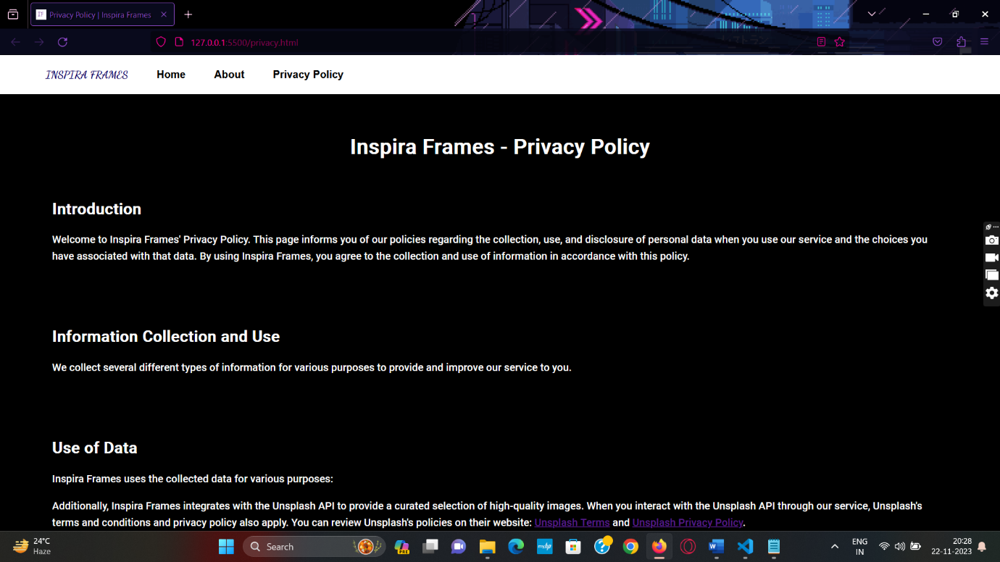 IF Privacy Policy | Inspira Frames
127.0.0.1:5500/privacy.html
INSPIRA FRAMES Home About Privacy Policy
Inspira Frames - Privacy Policy
Introduction
Welcome to Inspira Frames' Privacy Policy. This page informs you of our policies regarding the collection, use, and disclosure of personal data when you use our service and the choices you
have associated with that data. By using Inspira Frames, you agree to the collection and use of information in accordance with this policy.
Information Collection and Use
We collect several different types of information for various purposes to provide and improve our service to you.
Use of Data
Inspira Frames uses the collected data for various purposes:
Additionally, Inspira Frames integrates with the Unsplash API to provide a curated selection of high-quality images. When you interact with the Unsplash API through our service, Unsplash's
terms and conditions and privacy policy also apply. You can review Unsplash's policies on their website: Unsplash Terms and Unsplash Privacy Policy.
24°C
Haze
Search
PRE
myhp
ENG
IN
20:28
22-11-2023